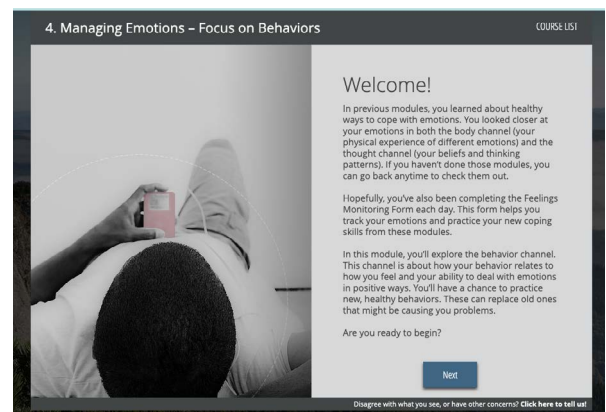 4. Managing Emotions – Focus on Behaviors
COURSE LIST
Welcome!
In previous modules, you learned about healthy
ways to cope with emotions. You looked closer at
your emotions in both the body channel (your
physical experience of different emotions) and the
thought channel (your beliefs and thinking
patterns). If you haven't done those modules, you
can go back anytime to check them out.
Hopefully, you've also been completing the Feelings
Monitoring Form each day. This form helps you
track your emotions and practice your new coping
skills from these modules.
In this module, you'll explore the behavior channel.
This channel is about how your behavior relates to
how you feel and your ability to deal with emotions
in positive ways. You'll have a chance to practice
new, healthy behaviors. These can replace old ones
that might be causing you problems.
Are you ready to begin?
Next
Disagree with what you see, or have other concerns? Click here to tell us!